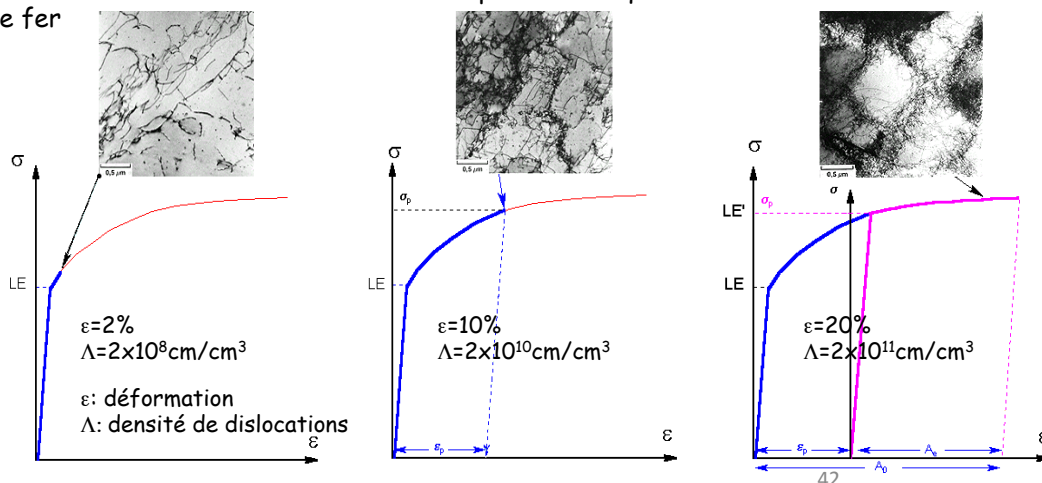 e fer
0,5 μm
0,5 μm
0,5 μm
σ
LE
ε=2%
Λ=2x10⁸cm/cm³
ε: déformation
Λ: densité de dislocations
ε
σ
σp
LE
ε=10%
Λ=2x10¹⁰cm/cm³
εp
ε
σ
σ
LE'
σp
LE
ε=20%
Λ=2x10¹¹cm/cm³
εp
Ae
A0
ε
42